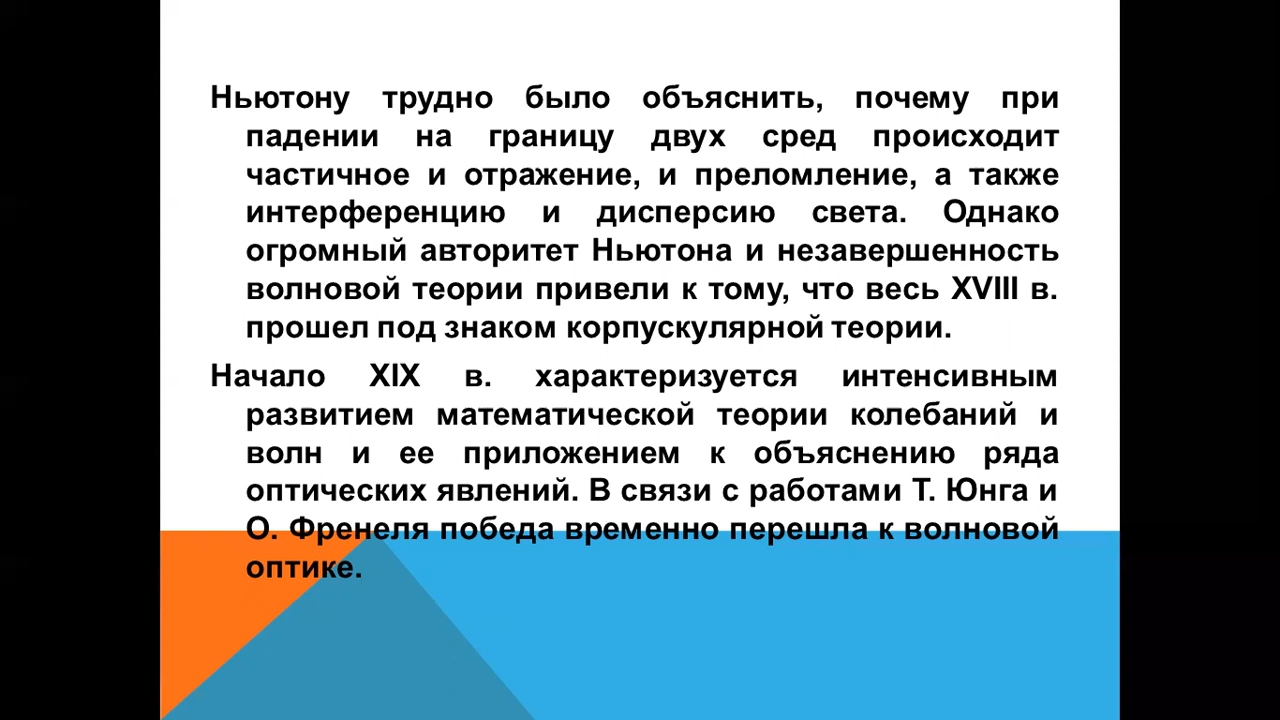 Ньютону трудно было объяснить, почему при
падении на границу двух сред происходит
частичное и отражение, и преломление, а также
интерференцию и дисперсию света. Однако
огромный авторитет Ньютона и незавершенность
волновой теории привели к тому, что весь XVIII в.
прошел под знаком корпускулярной теории.
Начало XIX в. характеризуется интенсивным
развитием математической теории колебаний и
волн и ее приложением к объяснению ряда
оптических явлений. В связи с работами Т. Юнга и
О. Френеля победа временно перешла к волновой
оптике.